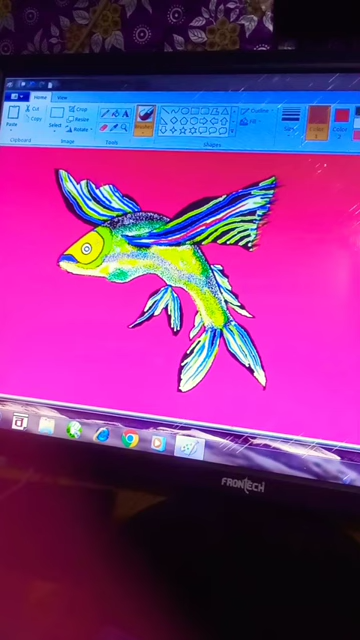 Home View
Cut
Copy
Paste
Crop
Resize
Rotate
Select
Brushes
Outline
Fill
Size
Color
1
Color
2
Clipboard
Image
Tools
Shapes
FRONTECH